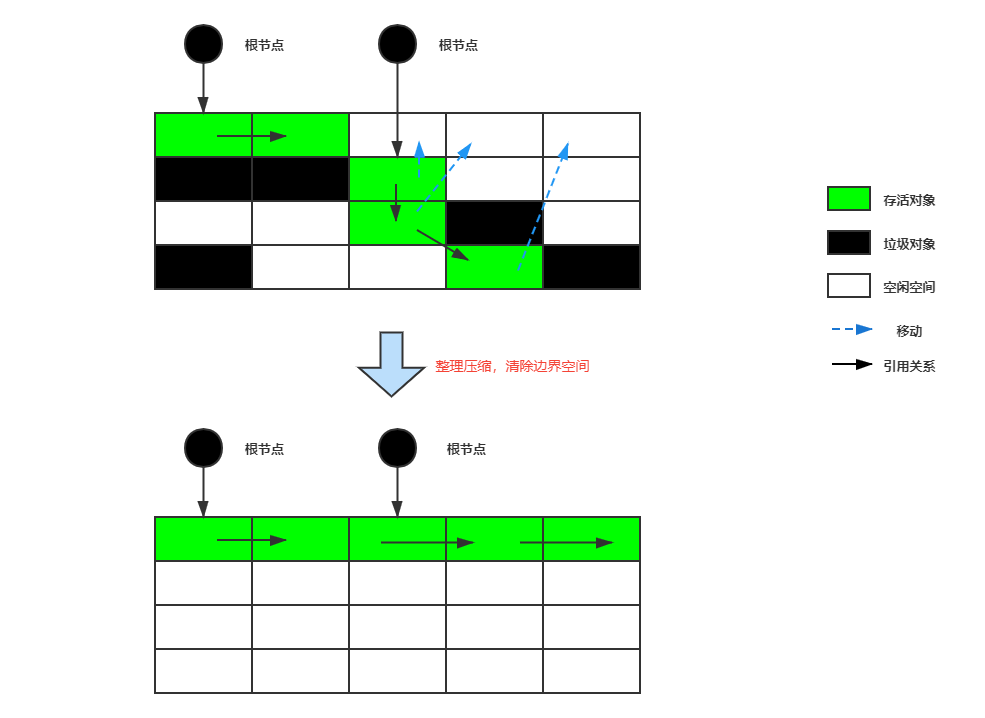 根节点
根节点
存活对象
垃圾对象
空闲空间
移动
引用关系
整理压缩，清除边界空间
根节点
根节点